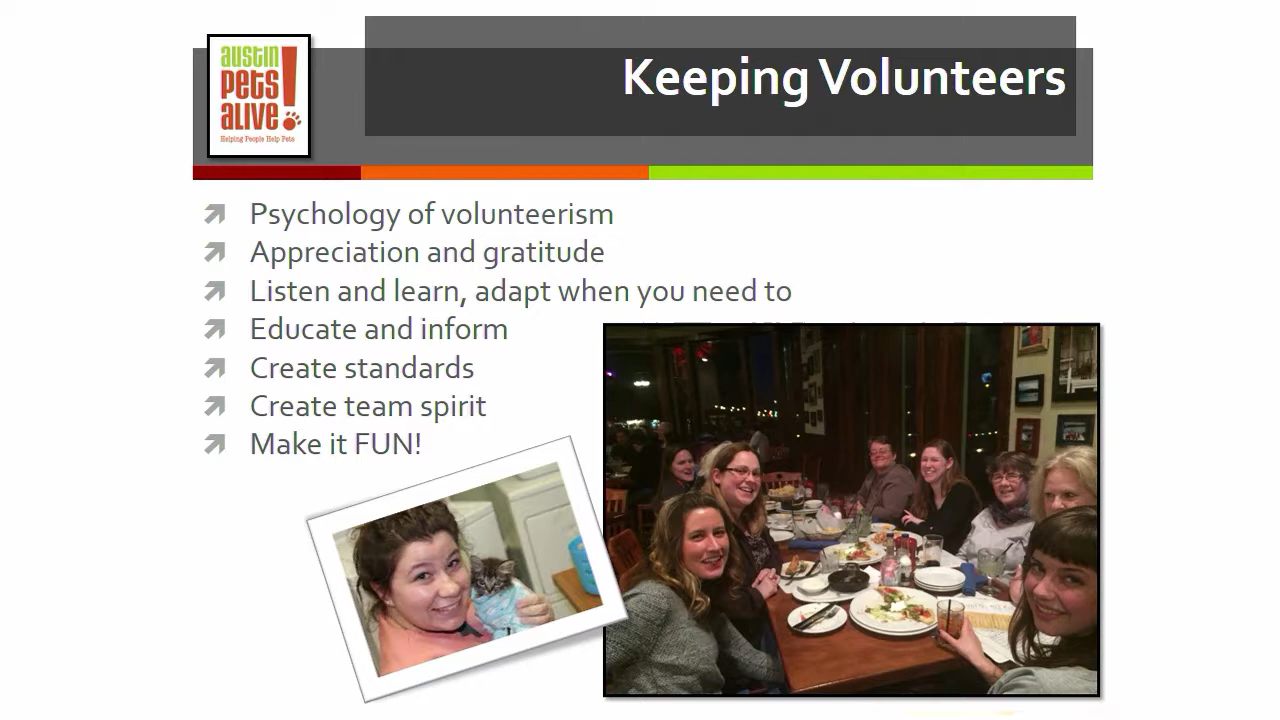 austin
pets
alive!
Helping People Help Pets
Keeping Volunteers
Psychology of volunteerism
Appreciation and gratitude
Listen and learn, adapt when you need to
Educate and inform
Create standards
Create team spirit
Make it FUN!